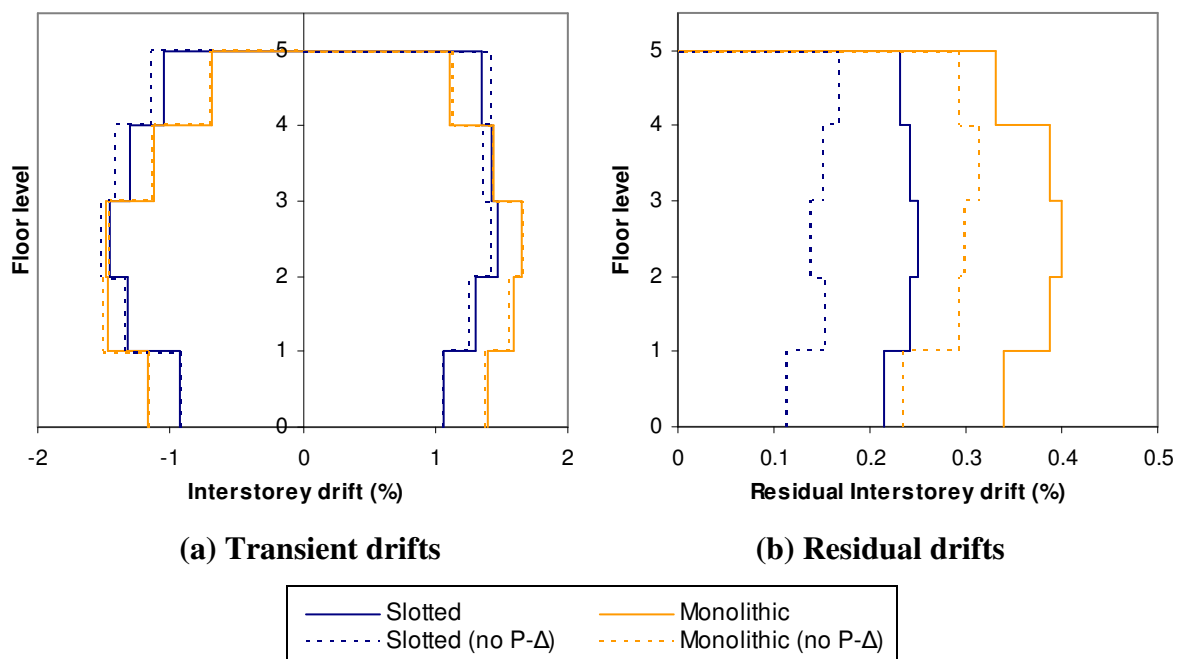 5
4
3
2
1
0
Floor level
-2 -1 0 1 2
Interstorey drift (%)
(a) Transient drifts
5
4
3
2
1
0
Floor level
0 0.1 0.2 0.3 0.4 0.5
Residual Interstorey drift (%)
(b) Residual drifts
Slotted
Slotted (no P-Δ)
Monolithic
Monolithic (no P-Δ)